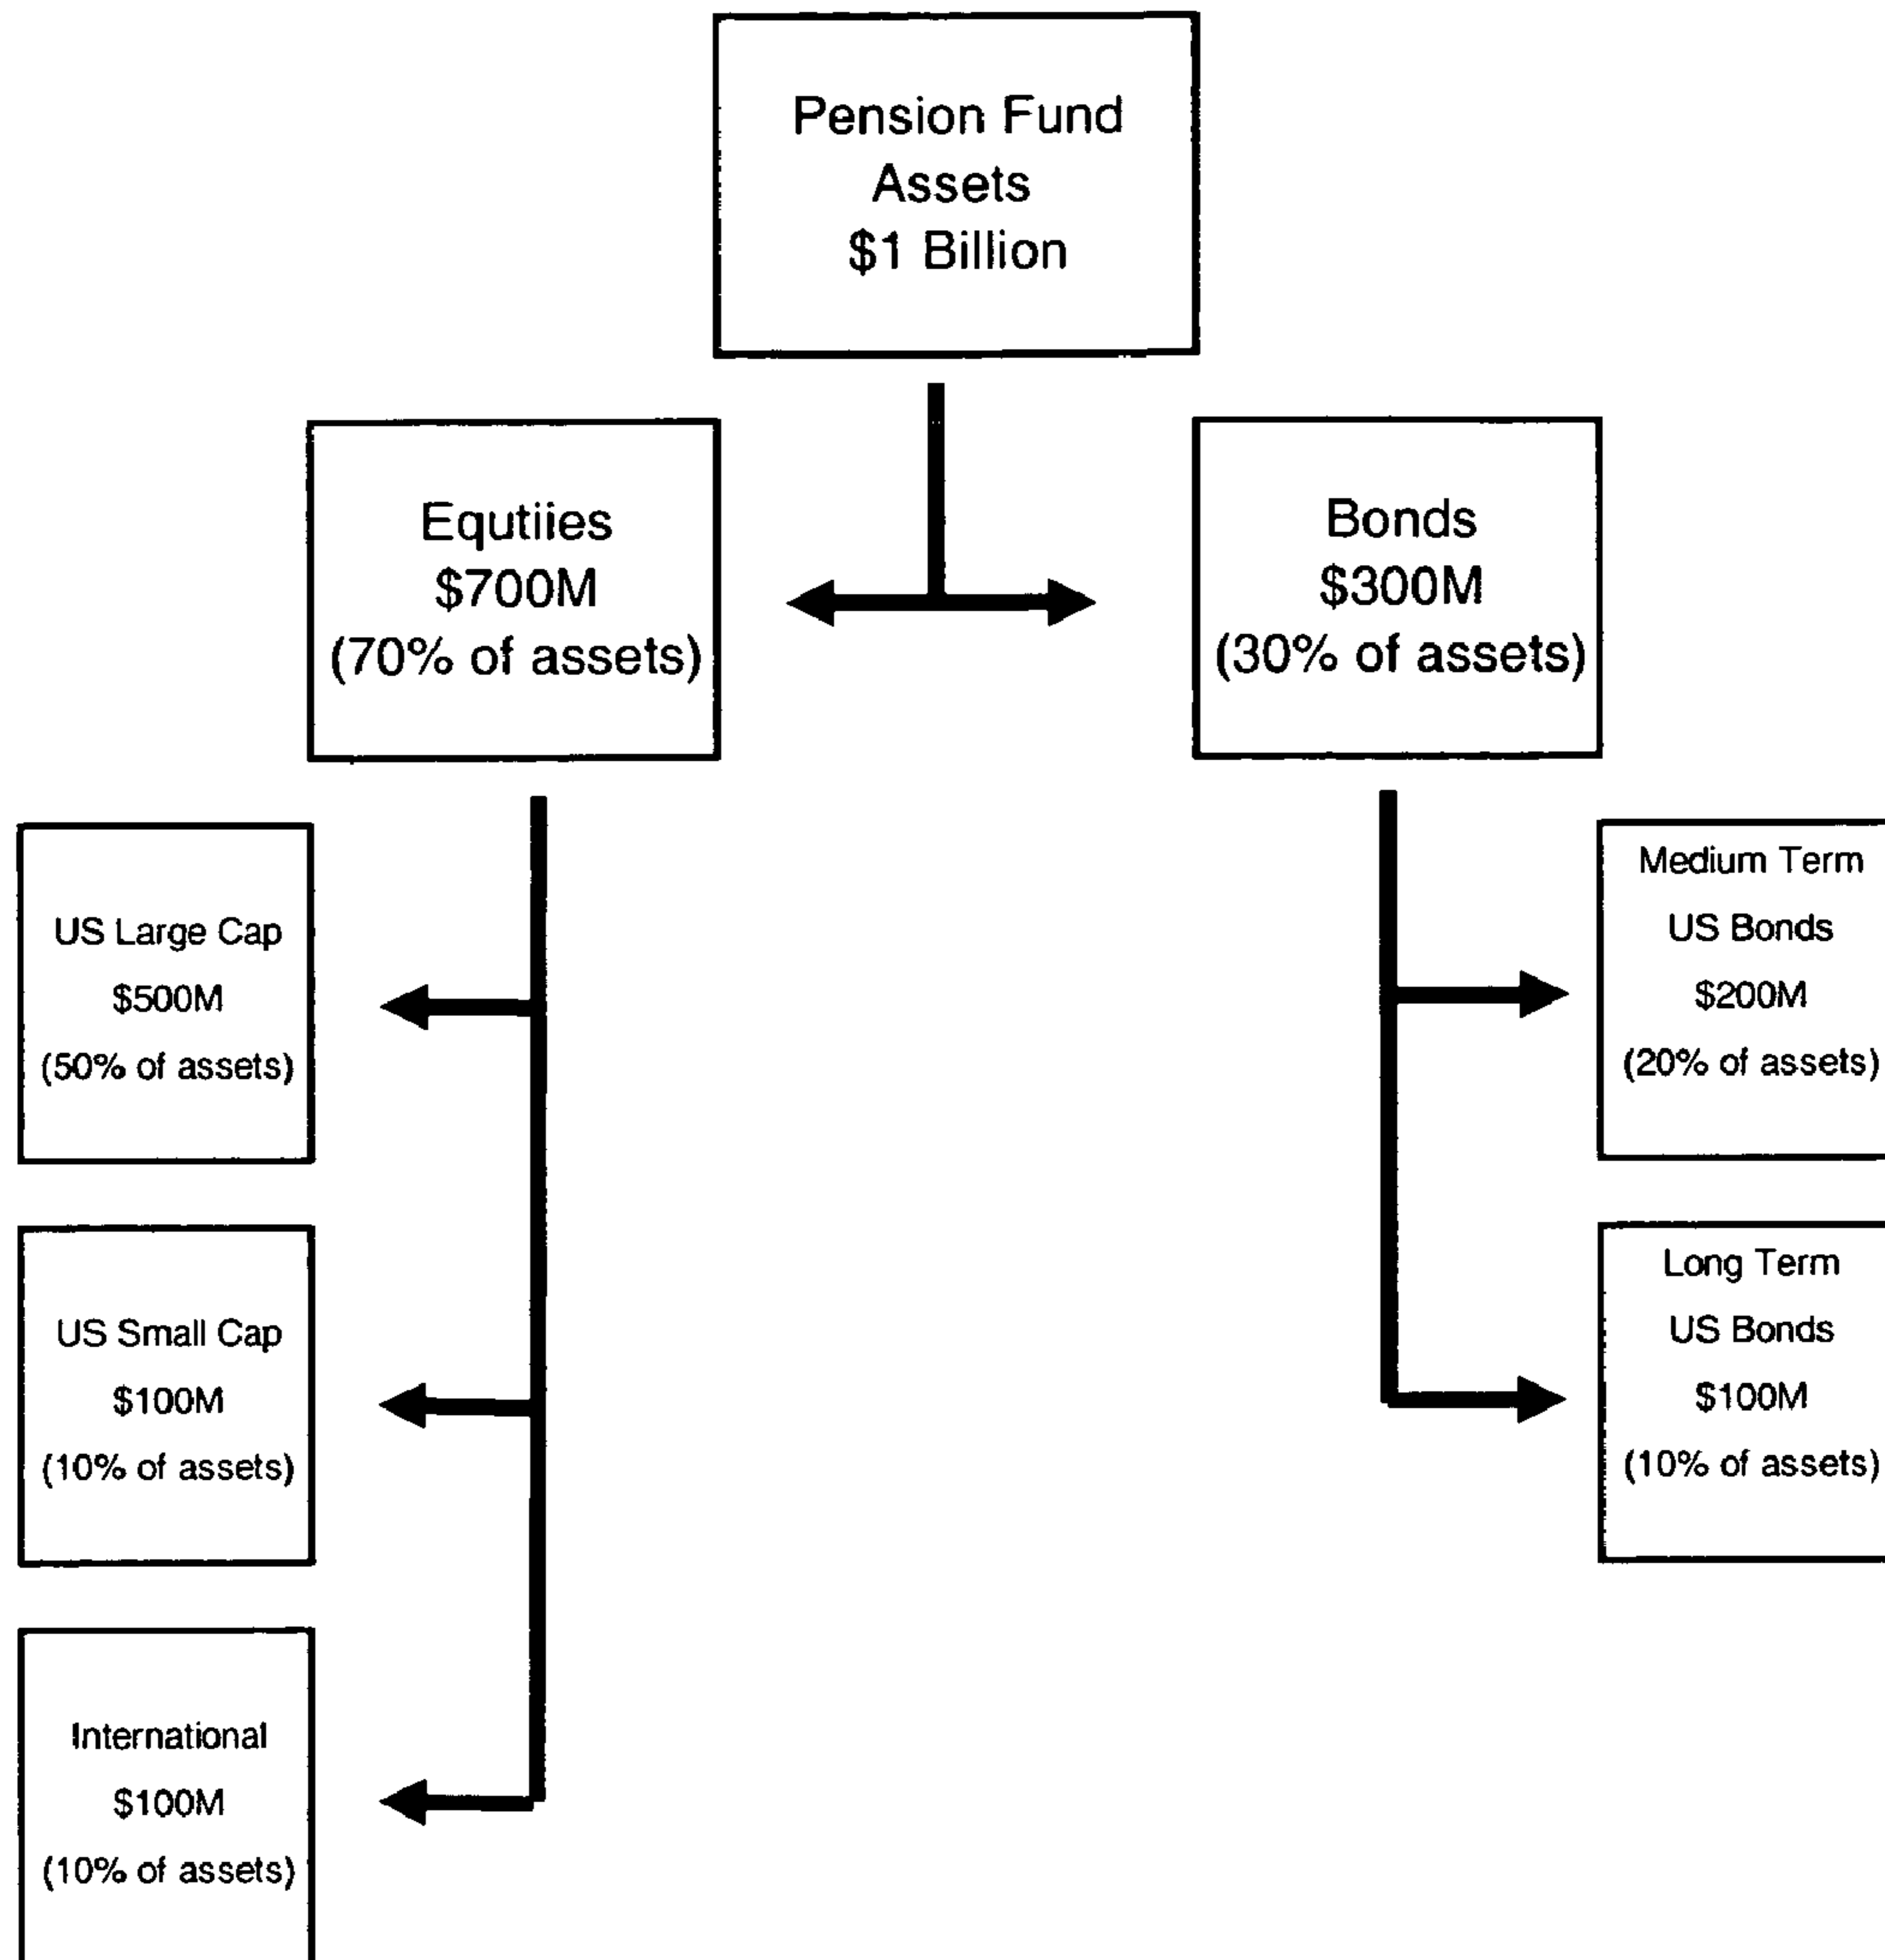 Pension Fund
Assets
$1 Billion
Equtiies
$700M
(70% of assets)
Bonds
$300M
(30% of assets)
US Large Cap
$500M
(50% of assets)
Medium Term
US Bonds
$200M
(20% of assets)
US Small Cap
$100M
(10% of assets)
Long Term
US Bonds
$100M
(10% of assets)
International
$100M
(10% of assets)